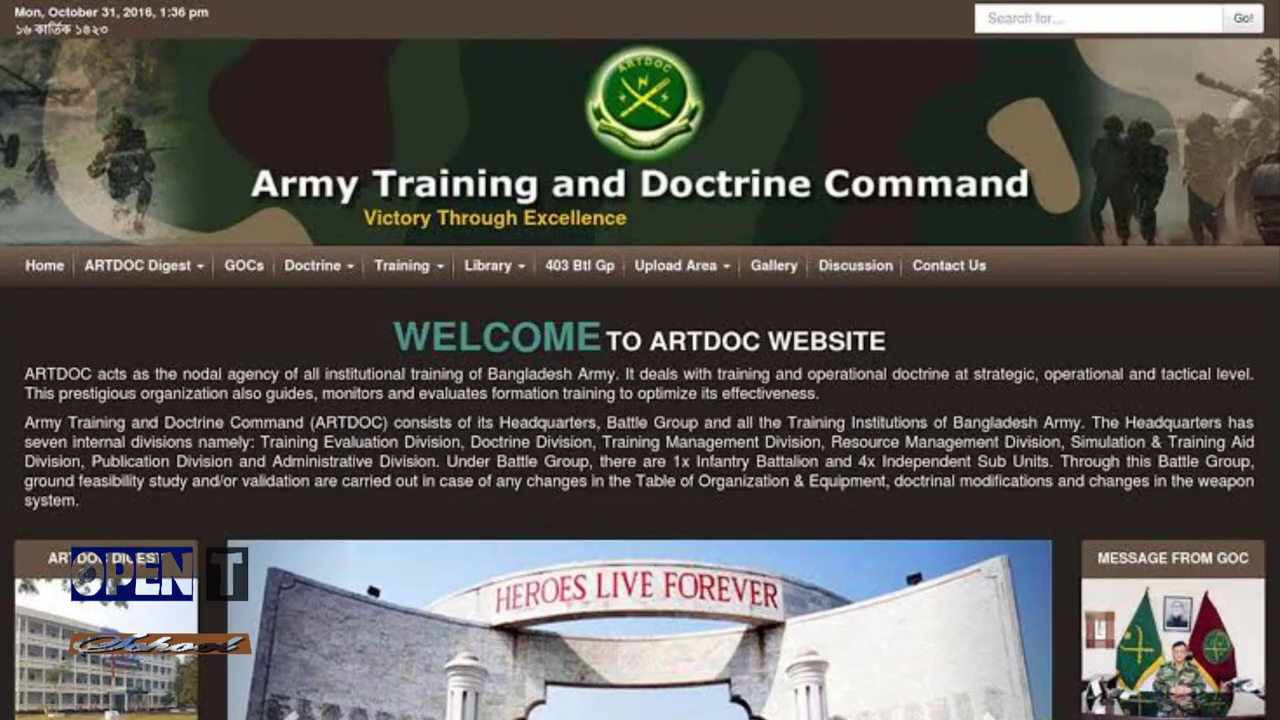 Mon, October 31, 2016, 1:36 pm
১৬ কার্তিক ১৪২৩
Search for...
Go!
ARTDOC
Army Training and Doctrine Command
Victory Through Excellence
Home
ARTDOC Digest
GOCs
Doctrine
Training
Library
403 Btl Gp
Upload Area
Gallery
Discussion
Contact Us
WELCOME TO ARTDOC WEBSITE
ARTDOC acts as the nodal agency of all institutional training of Bangladesh Army. It deals with training and operational doctrine at strategic, operational and tactical level.
This prestigious organization also guides, monitors and evaluates formation training to optimize its effectiveness.
Army Training and Doctrine Command (ARTDOC) consists of its Headquarters, Battle Group and all the Training Institutions of Bangladesh Army. The Headquarters has
seven internal divisions namely: Training Evaluation Division, Doctrine Division, Training Management Division, Resource Management Division, Simulation & Training Aid
Division, Publication Division and Administrative Division. Under Battle Group, there are 1x Infantry Battalion and 4x Independent Sub Units. Through this Battle Group,
ground feasibility study and/or validation are carried out in case of any changes in the Table of Organization & Equipment, doctrinal modifications and changes in the weapon
system.
ARTDOC DIGEST
OPEN T
School
HEROES LIVE FOREVER
MESSAGE FROM GOC